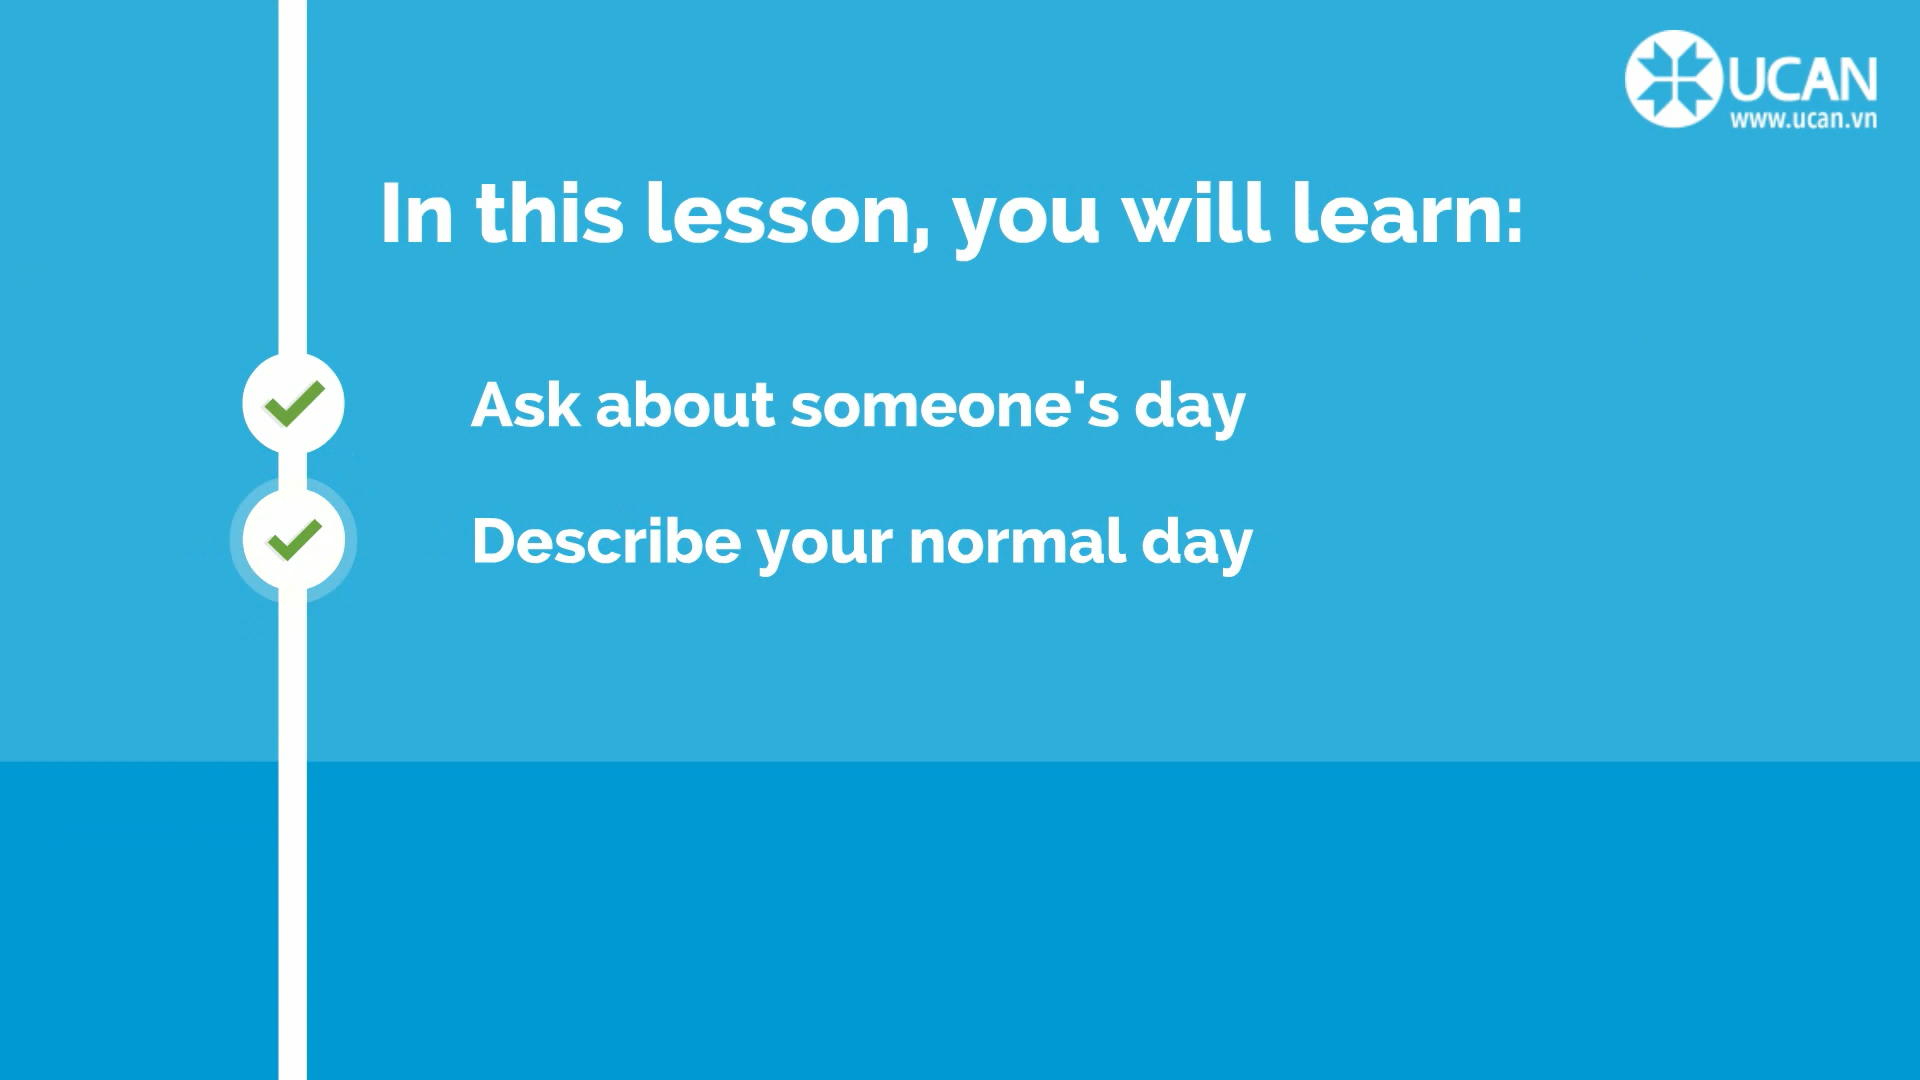 UCAN
www.ucan.vn
In this lesson, you will learn:
Ask about someone's day
Describe your normal day